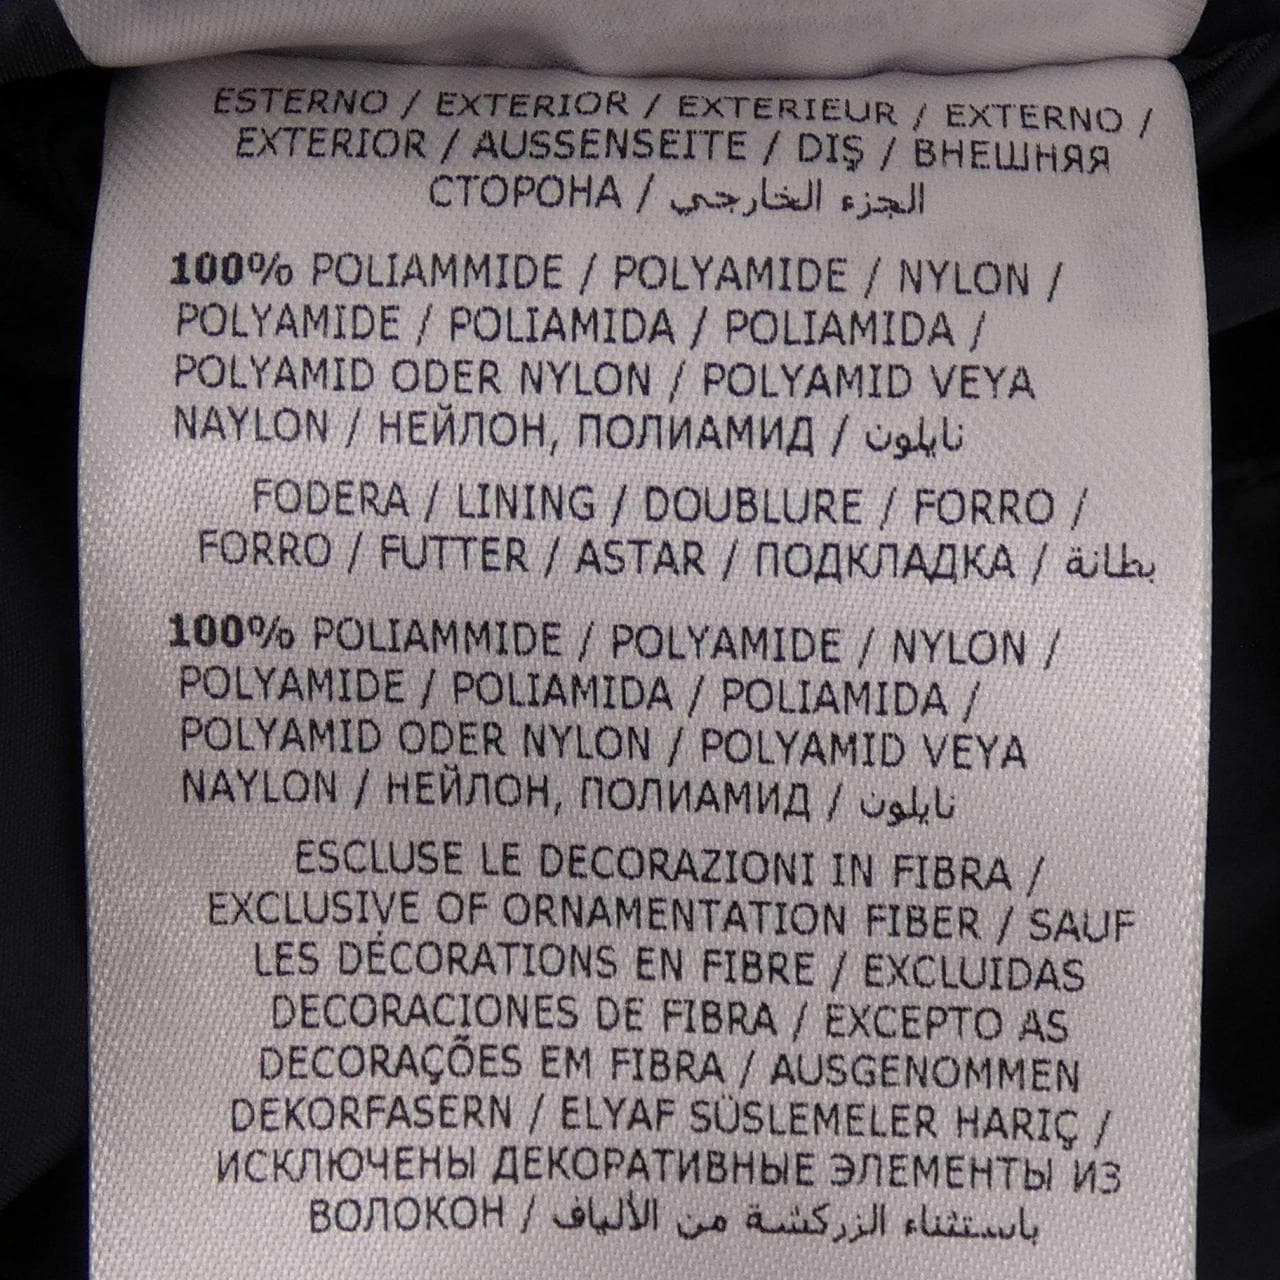 ESTERNO / EXTERIOR / EXTERIEUR / EXTERNO /
EXTERIOR / AUSSENSEITE / DIŞ / ВНЕШНЯЯ
СТОРОНА / الجزء الخارجي
100% POLIAMMIDE / POLYAMIDE / NYLON /
POLYAMIDE / POLIAMIDA / POLIAMIDA /
POLYAMID ODER NYLON / POLYAMID VEYA
NAYLON / НЕЙЛОН, ПОЛИАМИД / نايلون
FODERA / LINING / DOUBLURE / FORRO /
FORRO / FUTTER / ASTAR / ПОДКЛАДКА / بطانة
100% POLIAMMIDE / POLYAMIDE / NYLON /
POLYAMIDE / POLIAMIDA / POLIAMIDA /
POLYAMID ODER NYLON / POLYAMID VEYA
NAYLON / НЕЙЛОН, ПОЛИАМИД / نايلون
ESCLUSE LE DECORAZIONI IN FIBRA /
EXCLUSIVE OF ORNAMENTATION FIBER / SAUF
LES DÉCORATIONS EN FIBRE / EXCLUIDAS
DECORACIONES DE FIBRA / EXCEPTO AS
DECORAÇÕES EM FIBRA / AUSGENOMMEN
DEKORFASERN / ELYAF SÜSLEMELER HARIÇ /
ИСКЛЮЧЕНЫ ДЕКОРАТИВНЫЕ ЭЛЕМЕНТЫ ИЗ
ВОЛОКОН / باستثناء الزركشة من الألياف